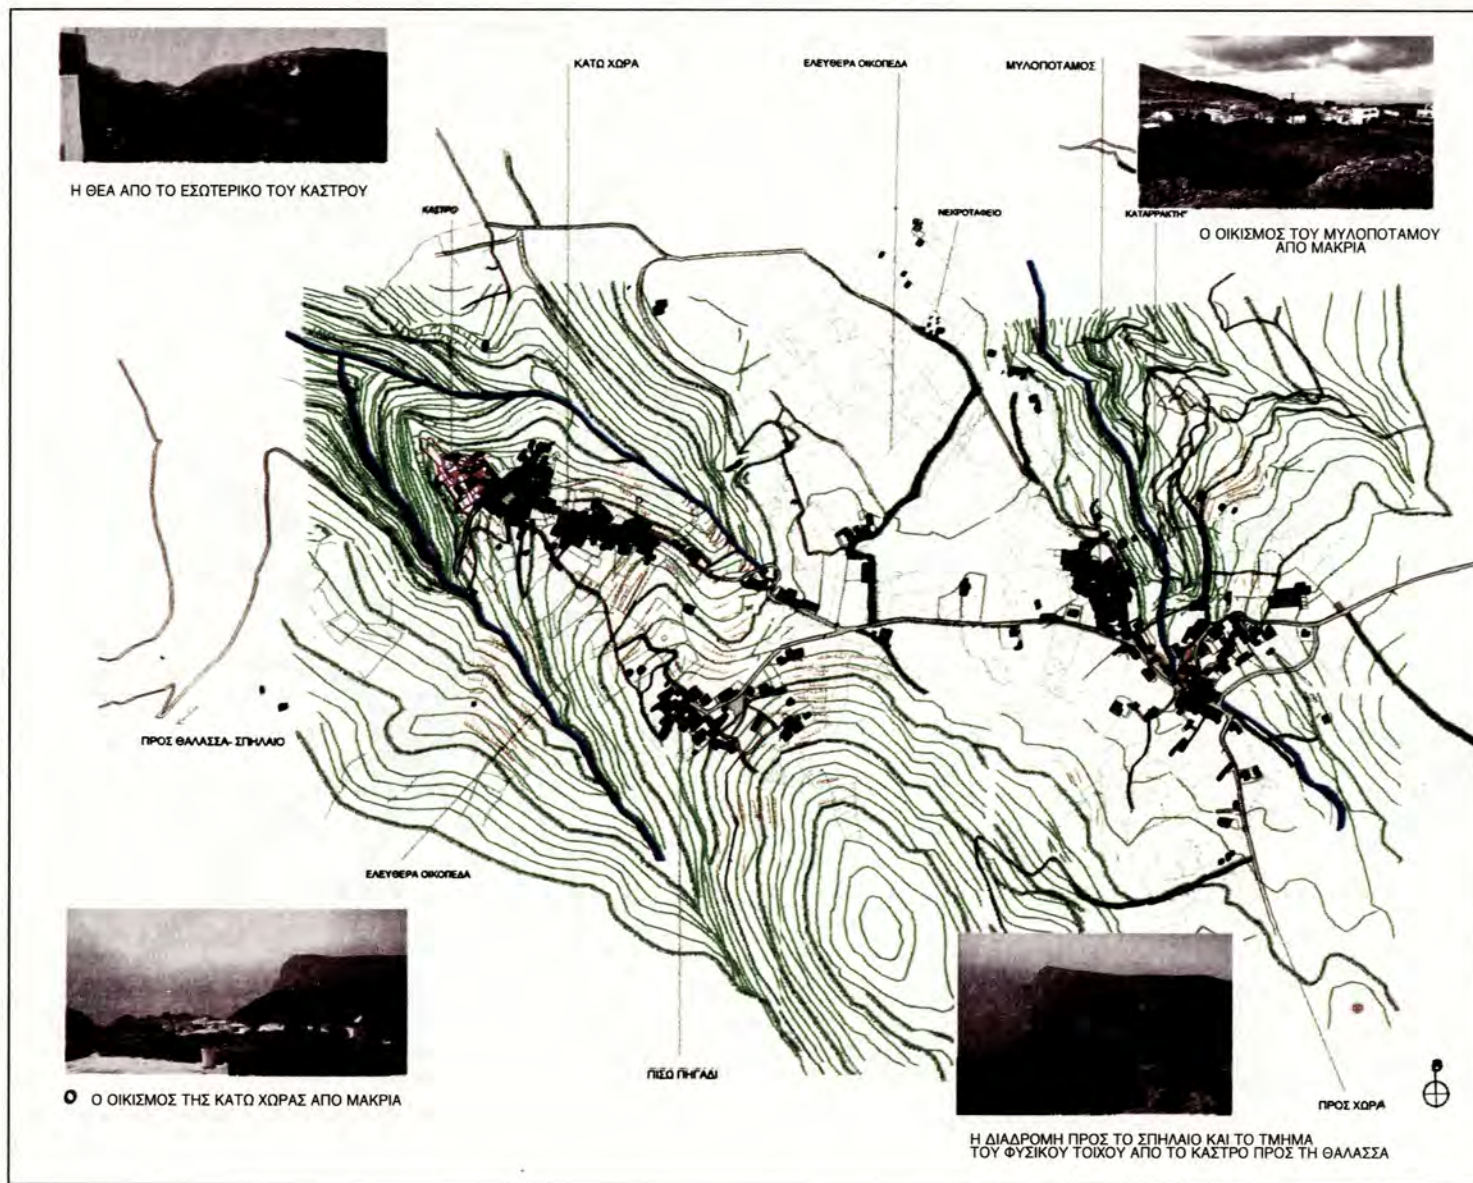 ΚΑΤΩ ΧΩΡΑ
ΕΛΕΥΘΕΡΑ ΟΙΚΟΠΕΔΑ
ΜΥΛΟΠΟΤΑΜΟΣ
Η ΘΕΑ ΑΠΟ ΤΟ ΕΣΩΤΕΡΙΚΟ ΤΟΥ ΚΑΣΤΡΟΥ
ΚΑΣΤΡΟ
ΝΕΚΡΟΤΑΦΕΙΟ
ΚΑΤΑΡΡΑΚΤΗΣ
Ο ΟΙΚΙΣΜΟΣ ΤΟΥ ΜΥΛΟΠΟΤΑΜΟΥ
ΑΠΟ ΜΑΚΡΙΑ
ΠΡΟΣ ΘΑΛΑΣΣΑ- ΣΠΗΛΑΙΟ
ΕΛΕΥΘΕΡΑ ΟΙΚΟΠΕΔΑ
ΠΙΣΩ ΠΗΓΑΔΙ
Ο ΟΙΚΙΣΜΟΣ ΤΗΣ ΚΑΤΩ ΧΩΡΑΣ ΑΠΟ ΜΑΚΡΙΑ
ΠΡΟΣ ΧΩΡΑ
Η ΔΙΑΔΡΟΜΗ ΠΡΟΣ ΤΟ ΣΠΗΛΑΙΟ ΚΑΙ ΤΟ ΤΜΗΜΑ
ΤΟΥ ΦΥΣΙΚΟΥ ΤΟΙΧΟΥ ΑΠΟ ΤΟ ΚΑΣΤΡΟ ΠΡΟΣ ΤΗ ΘΑΛΑΣΣΑ